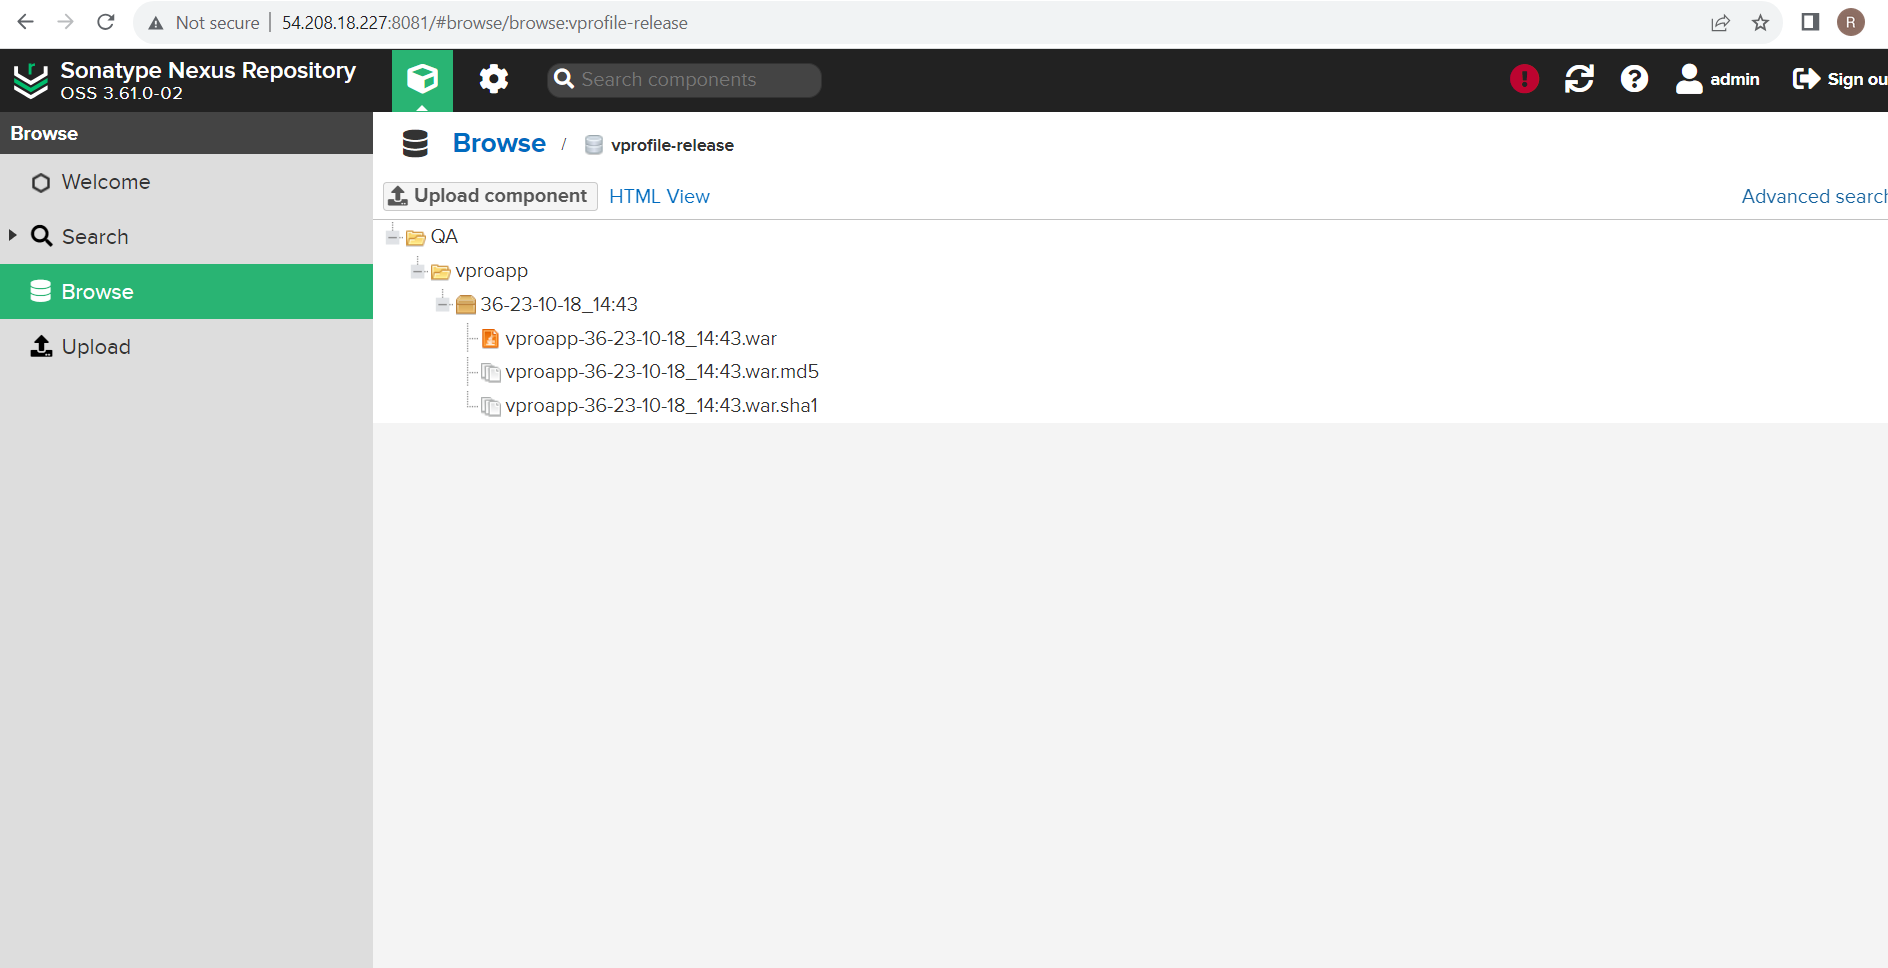 Not secure
54.208.18.227:8081/#browse/browse:vprofile-release
R
r
Sonatype Nexus Repository
OSS 3.61.0-02
Search components
admin
Sign ou
Browse
Browse / vprofile-release
Welcome
Upload component
HTML View
Advanced search
Search
Browse
Upload
QA
vproapp
36-23-10-18_14:43
vproapp-36-23-10-18_14:43.war
vproapp-36-23-10-18_14:43.war.md5
vproapp-36-23-10-18_14:43.war.sha1